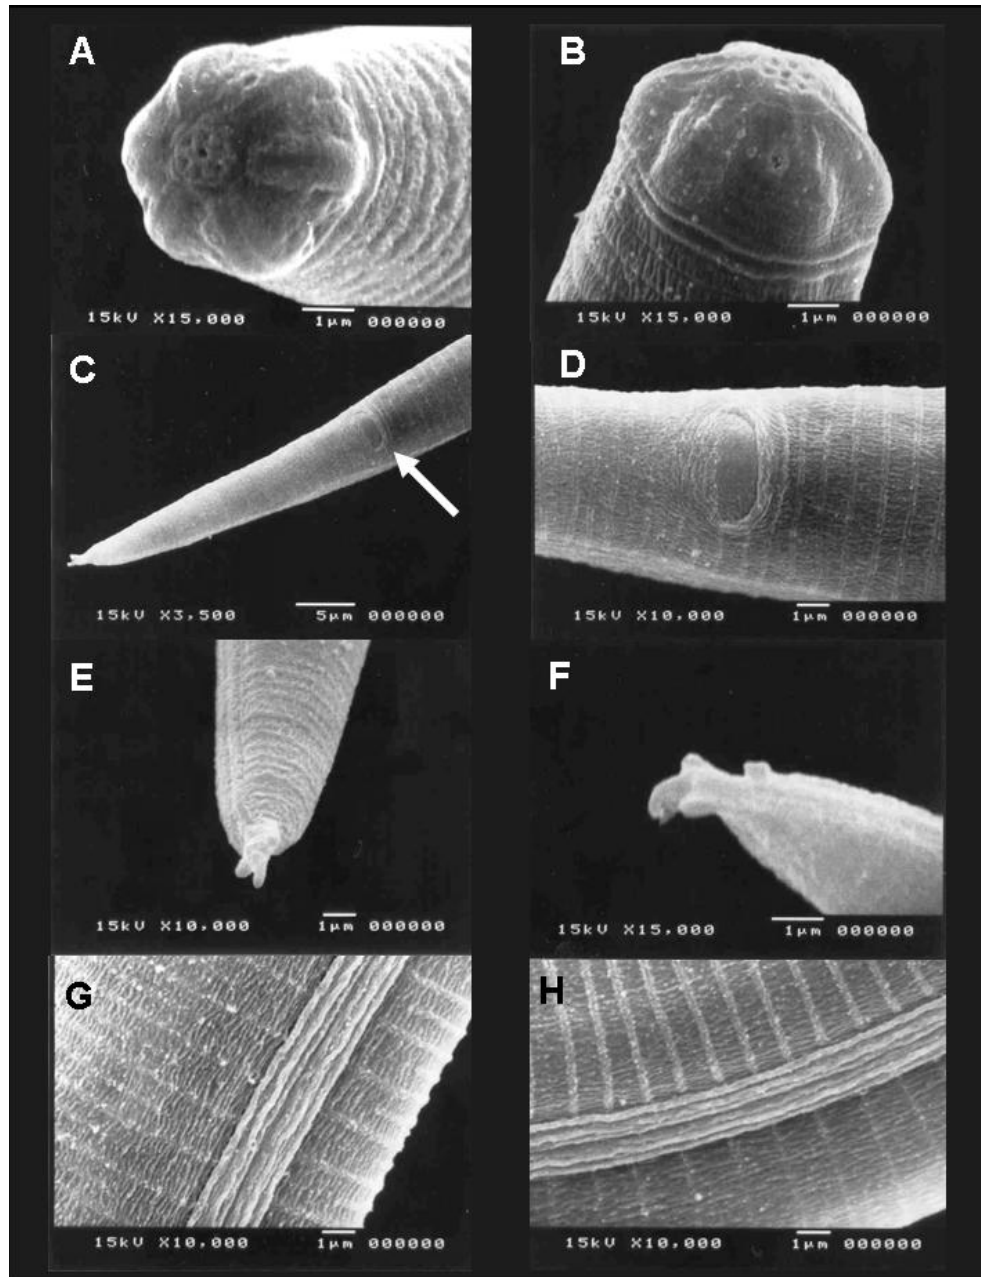 A
15kV X15,000 1μm 000000
B
15kV X15,000 1μm 000000
C
15kV X3,500 5μm 000000
D
15kV X10,000 1μm 000000
E
15kV X10,000 1μm 000000
F
15kV X15,000 1μm 000000
G
15kV X10,000 1μm 000000
H
15kV X10,000 1μm 000000